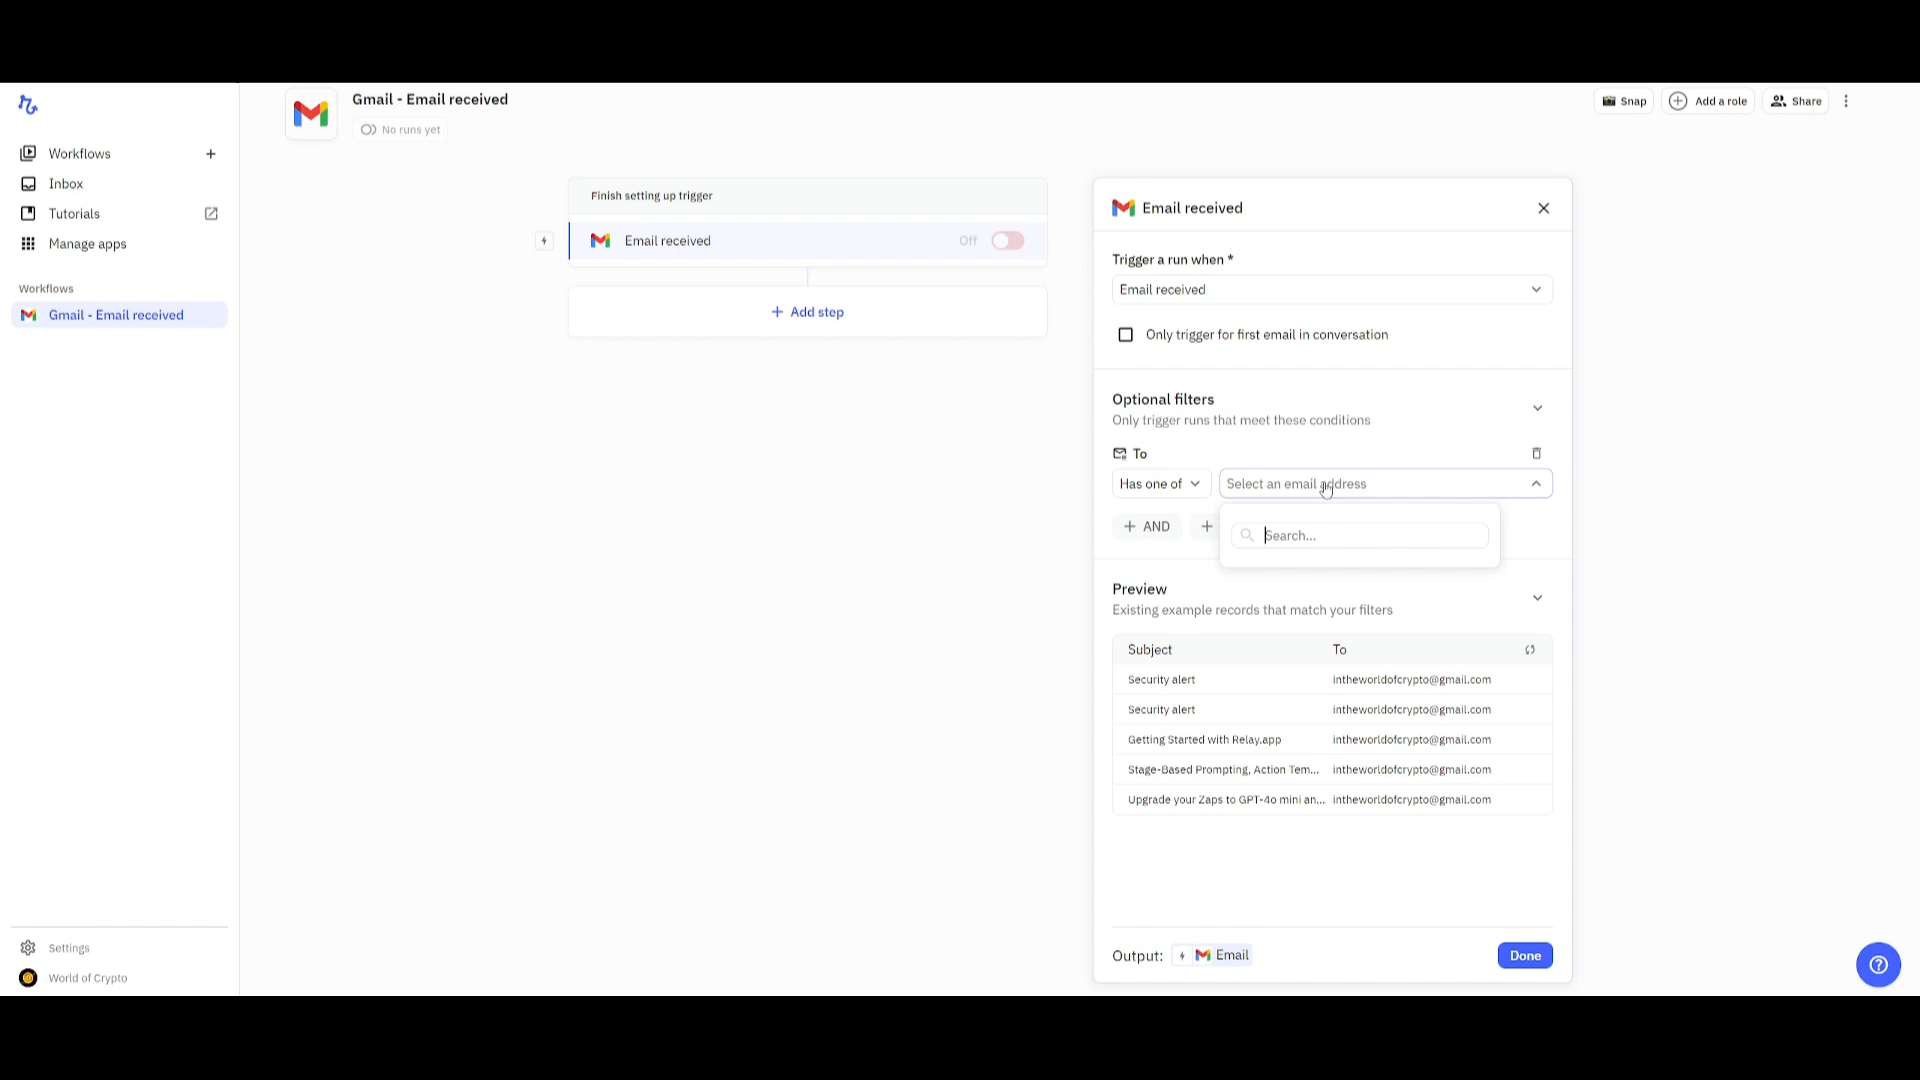 Gmail - Email received
No runs yet
Snap
Add a role
Share
Workflows
Inbox
Tutorials
Manage apps
Workflows
Gmail - Email received
Settings
World of Crypto
Finish setting up trigger
Email received
Off
+ Add step
Email received
Trigger a run when *
Email received
Only trigger for first email in conversation
Optional filters
Only trigger runs that meet these conditions
To
Has one of
Select an email address
+ AND
+
Search...
Preview
Existing example records that match your filters
Subject To
Security alert intheworldofcrypto@gmail.com
Security alert intheworldofcrypto@gmail.com
Getting Started with Relay.app intheworldofcrypto@gmail.com
Stage-Based Prompting, Action Tem... intheworldofcrypto@gmail.com
Upgrade your Zaps to GPT-4o mini an... intheworldofcrypto@gmail.com
Output: Email
Done